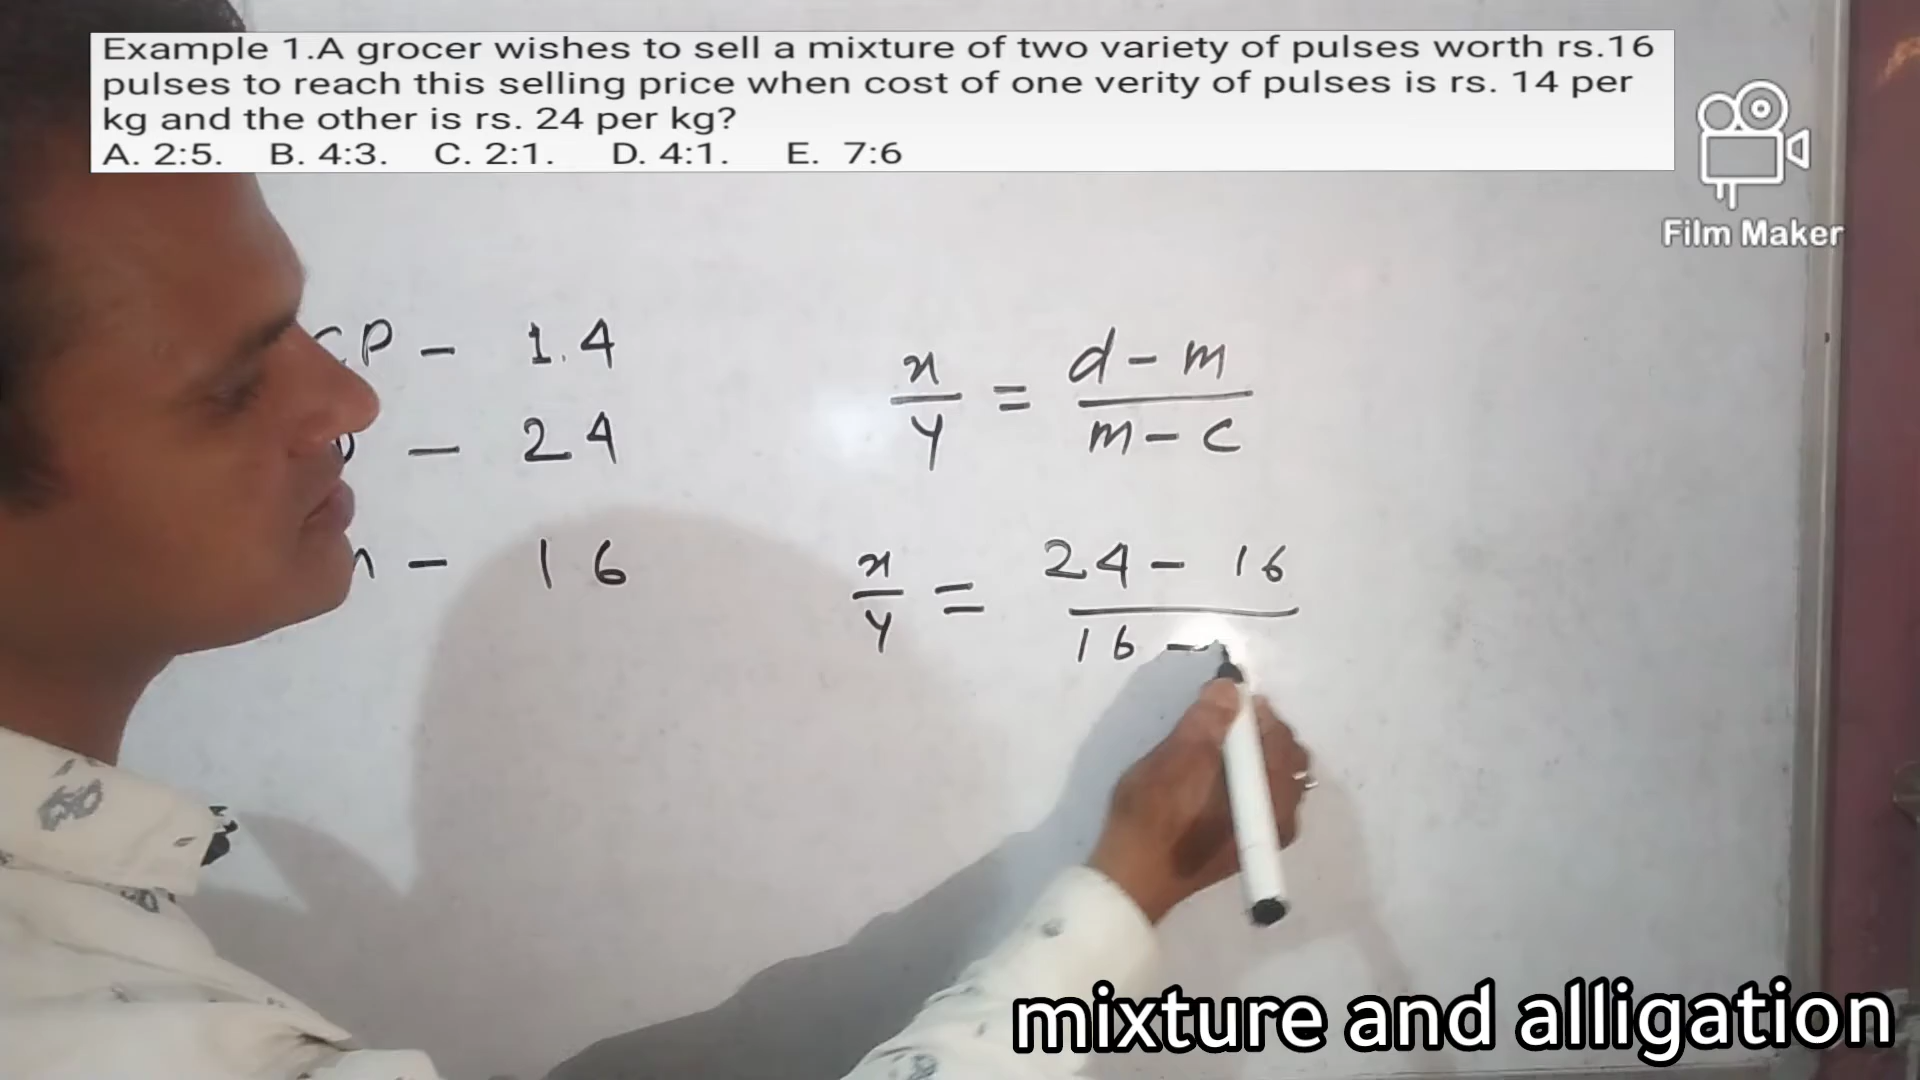 Example 1.A grocer wishes to sell a mixture of two variety of pulses worth rs.16
pulses to reach this selling price when cost of one verity of pulses is rs. 14 per
kg and the other is rs. 24 per kg?
A. 2:5. B. 4:3. C. 2:1. D. 4:1. E. 7:6
Film Maker
CP - 1.4
- 24
- 16
x/y = d - m / m - c
x/y = 24 - 16 / 16 -
mixture and alligation